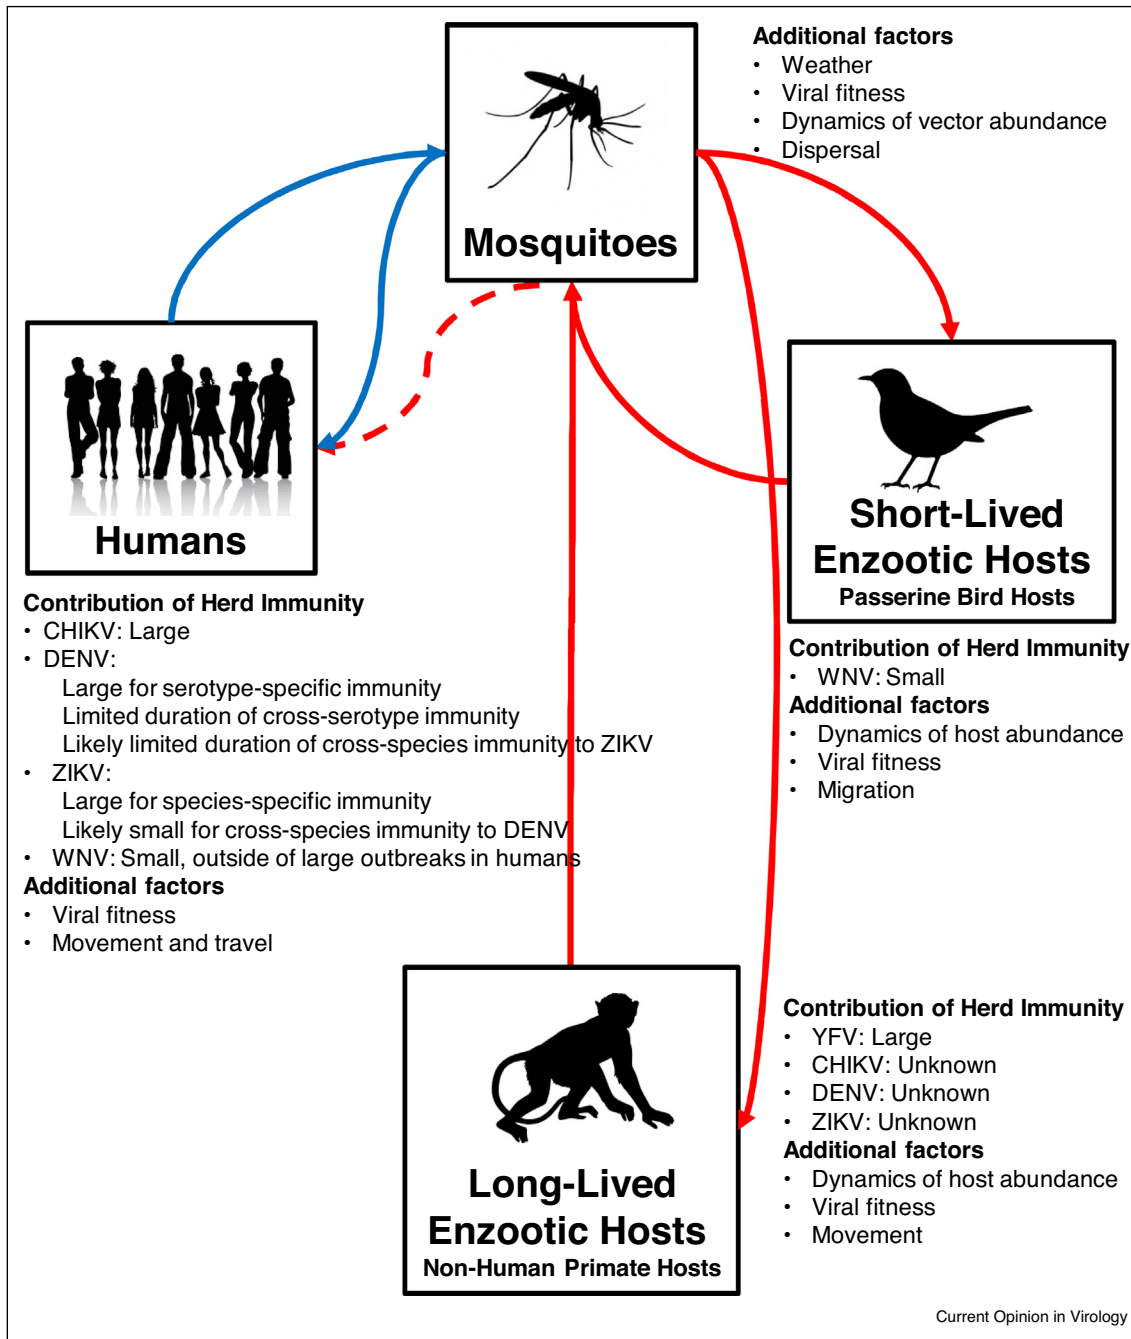 Additional factors
• Weather
• Viral fitness
• Dynamics of vector abundance
• Dispersal
Mosquitoes
Humans
Contribution of Herd Immunity
• CHIKV: Large
• DENV:
Large for serotype-specific immunity
Limited duration of cross-serotype immunity
Likely limited duration of cross-species immunity to ZIKV
• ZIKV:
Large for species-specific immunity
Likely small for cross-species immunity to DENV
• WNV: Small, outside of large outbreaks in humans
Additional factors
• Viral fitness
• Movement and travel
Short-Lived
Enzootic Hosts
Passerine Bird Hosts
Contribution of Herd Immunity
• WNV: Small
Additional factors
• Dynamics of host abundance
• Viral fitness
• Migration
Long-Lived
Enzootic Hosts
Non-Human Primate Hosts
Contribution of Herd Immunity
• YFV: Large
• CHIKV: Unknown
• DENV: Unknown
• ZIKV: Unknown
Additional factors
• Dynamics of host abundance
• Viral fitness
• Movement
Current Opinion in Virology